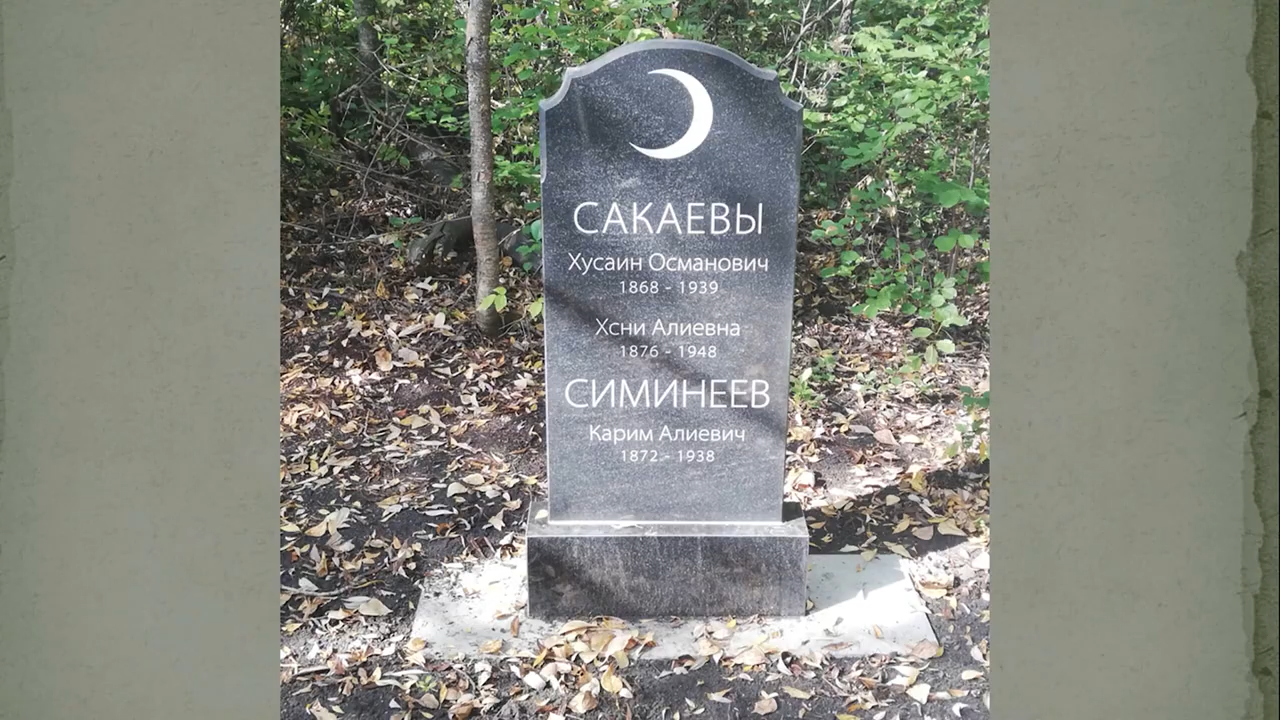 САКАЕВЫ
Хусаин Османович
1868 - 1939
Хсни Алиевна
1876 - 1948
СИМИНЕЕВ
Карим Алиевич
1872 - 1938